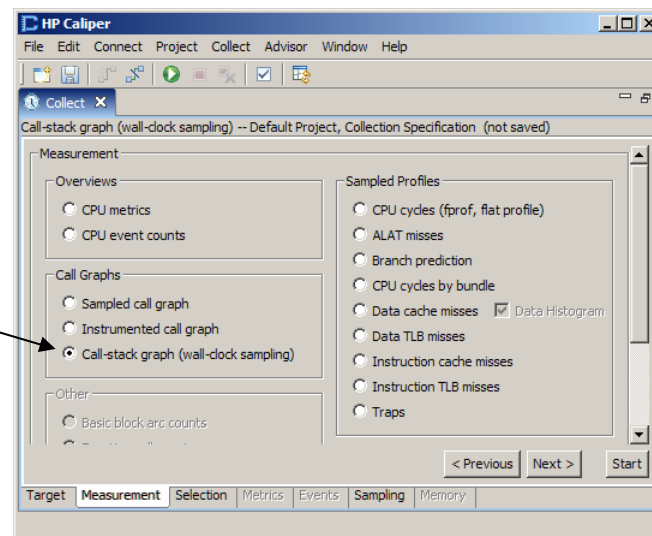 HP Caliper
File Edit Connect Project Collect Advisor Window Help
Collect
Call-stack graph (wall-clock sampling) -- Default Project, Collection Specification (not saved)
Measurement
Overviews
CPU metrics
CPU event counts
Call Graphs
Sampled call graph
Instrumented call graph
Call-stack graph (wall-clock sampling)
Other
Basic block arc counts
Sampled Profiles
CPU cycles (fprof, flat profile)
ALAT misses
Branch prediction
CPU cycles by bundle
Data cache misses Data Histogram
Data TLB misses
Instruction cache misses
Instruction TLB misses
Traps
< Previous Next > Start
Target Measurement Selection Metrics Events Sampling Memory